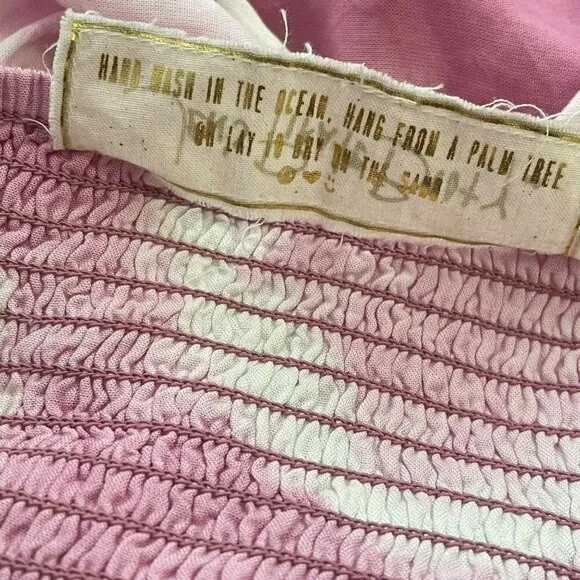 HAND WASH IN THE OCEAN, HANG FROM A PALM TREE
OR LAY TO DRY ON THE SAND